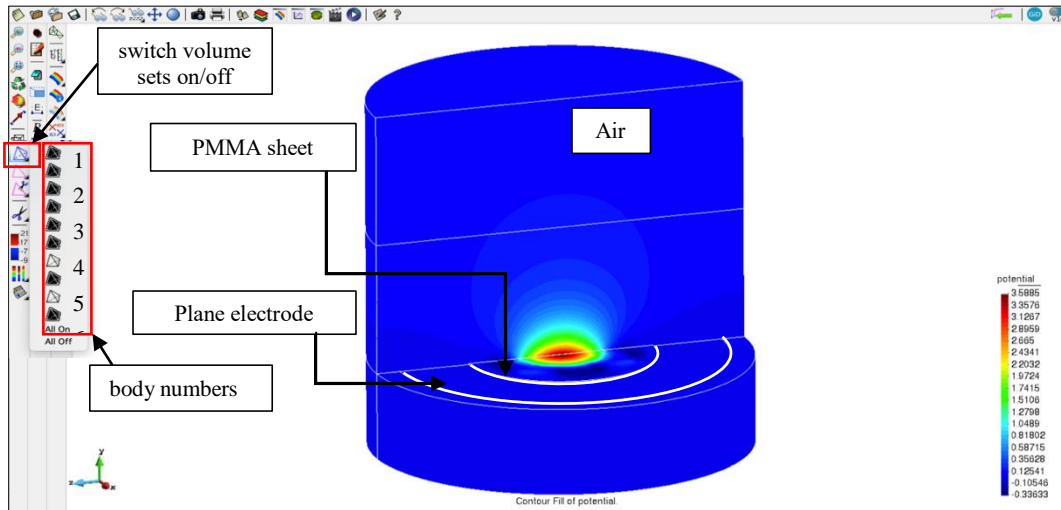 switch volume
sets on/off
Air
PMMA sheet
1
2
3
4
5
All On
All Off
Plane electrode
body numbers
y
z
x
potential
3.5885
3.3576
3.1267
2.8959
2.665
2.4341
2.2032
1.9724
1.7415
1.5106
1.2798
1.0489
0.81802
0.58715
0.35628
0.12541
-0.10546
-0.33633
Contour Fill of potential.